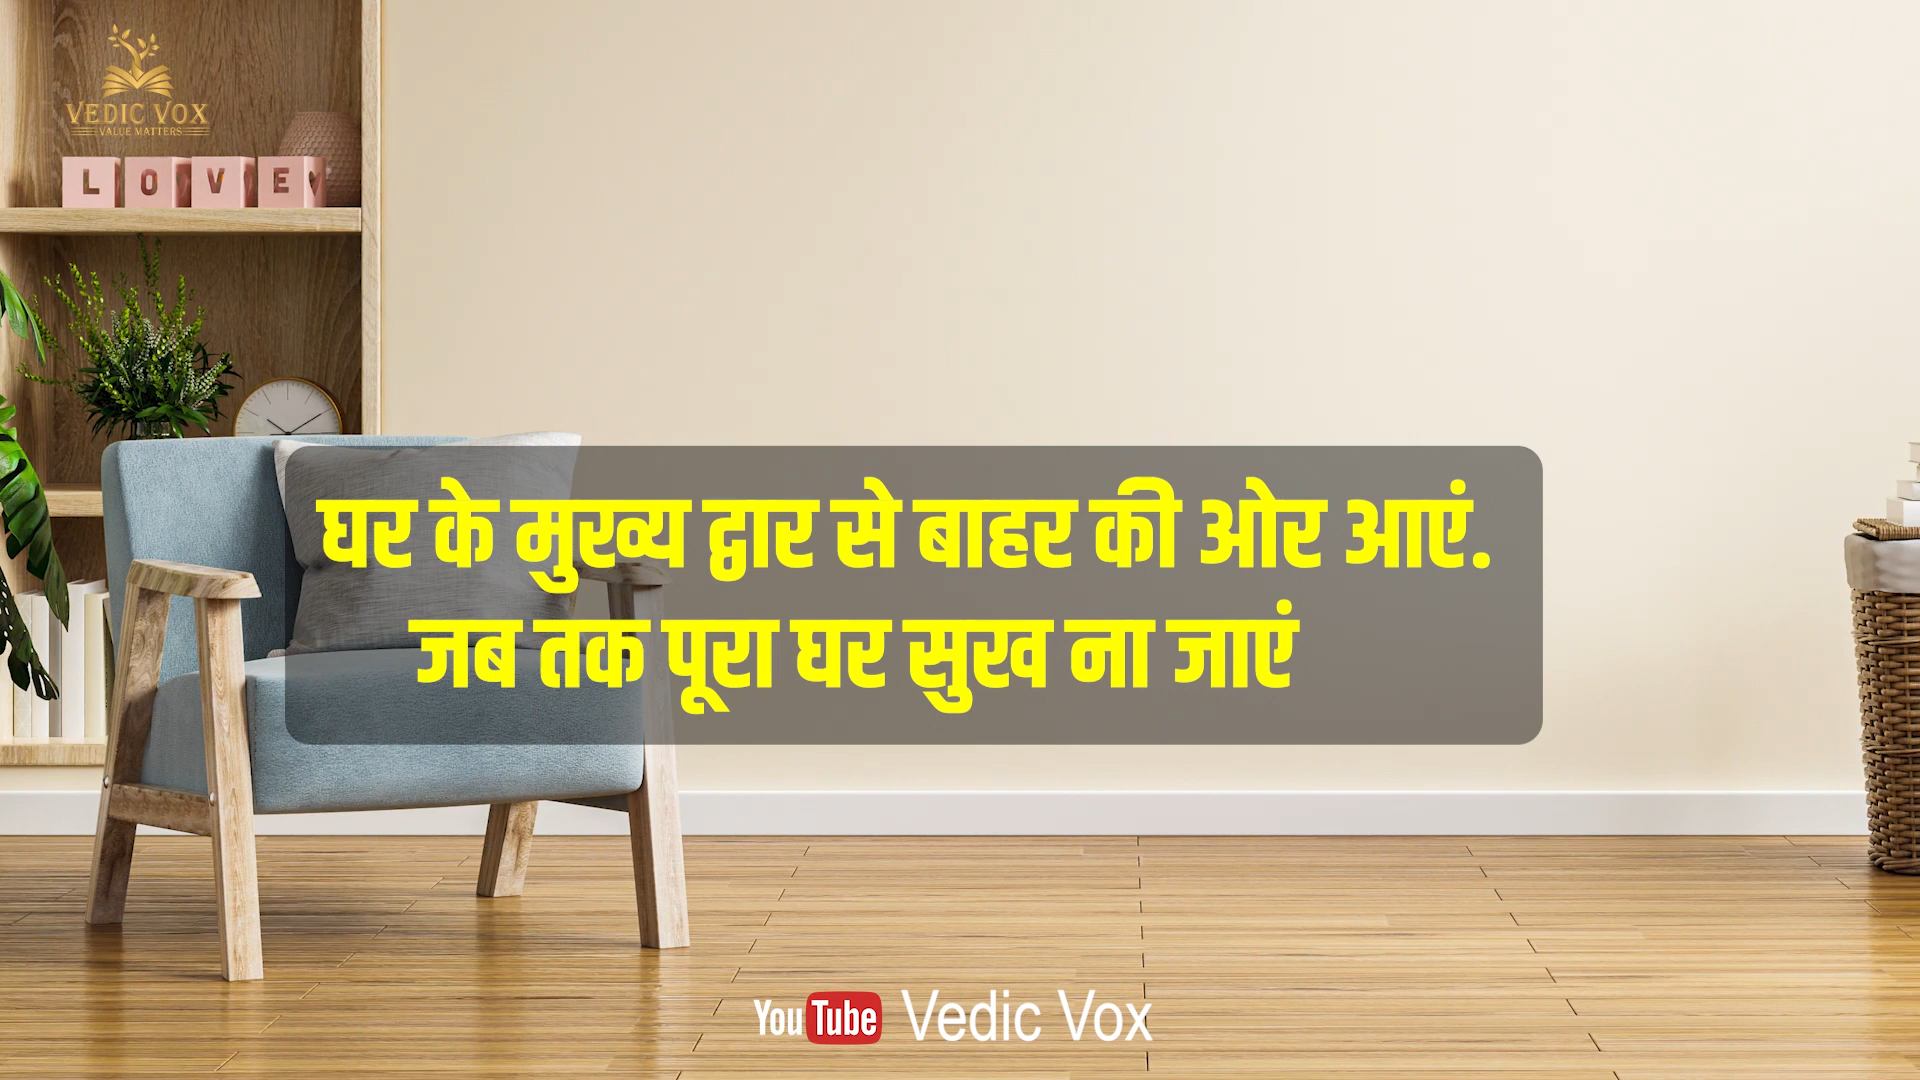 VEDIC VOX
VALUE MATTERS
LOVE
घर के मुख्य द्वार से बाहर की ओर आएं.
जब तक पूरा घर सुख ना जाएं
YouTube Vedic Vox